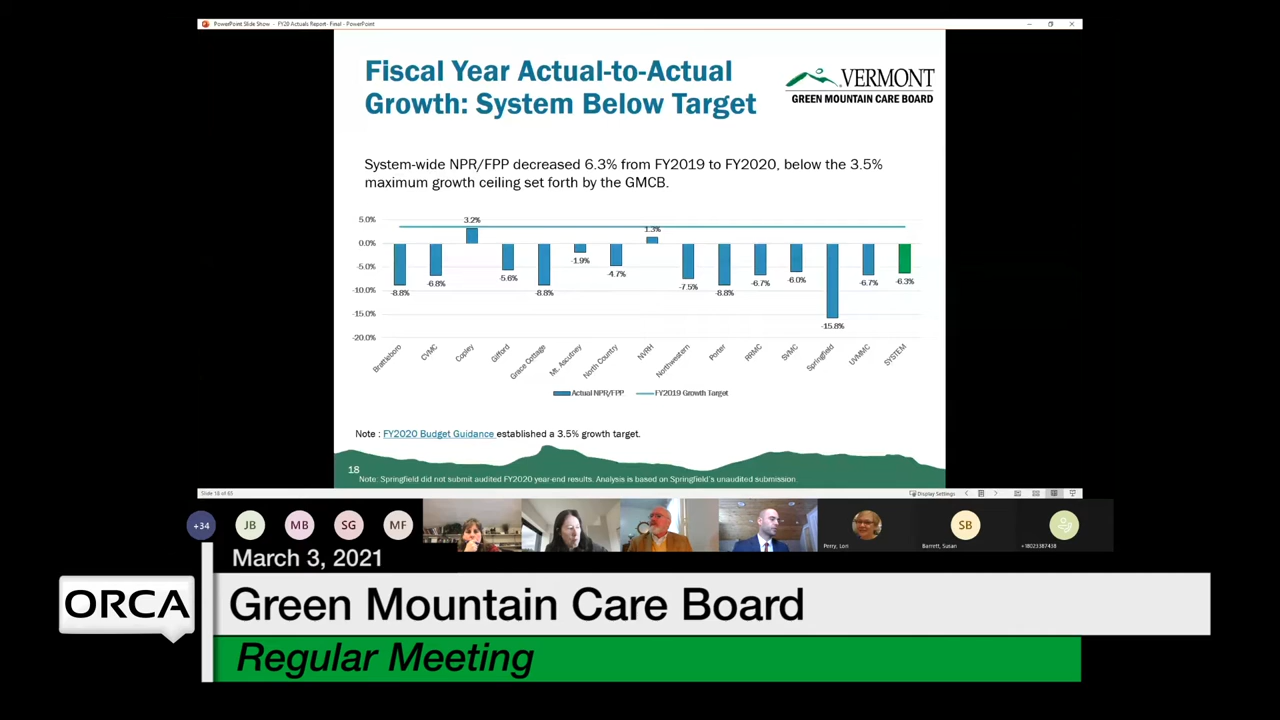 PowerPoint Slide Show - FY20 Actuals Report- Final - PowerPoint
Fiscal Year Actual-to-Actual
Growth: System Below Target
VERMONT
GREEN MOUNTAIN CARE BOARD
System-wide NPR/FPP decreased 6.3% from FY2019 to FY2020, below the 3.5%
maximum growth ceiling set forth by the GMCB.
5.0%
0.0%
-5.0%
-10.0%
-15.0%
-20.0%
-8.8%
-6.8%
3.2%
-5.6%
-8.8%
-1.9%
-4.7%
1.3%
-7.5%
-8.8%
-6.7%
-6.0%
-15.8%
-6.7%
-6.3%
Brattleboro
CVMC
Copley
Gifford
Grace Cottage
Mt. Ascutney
North Country
NVRH
Northwestern
Porter
RRMC
SVMC
Springfield
UVMMC
SYSTEM
Actual NPR/FPP
FY2019 Growth Target
Note : FY2020 Budget Guidance established a 3.5% growth target.
18
Note: Springfield did not submit audited FY2020 year-end results. Analysis is based on Springfield's unaudited submission.
Slide 18 of 65
Display Settings
+34
JB
MB
SG
MF
SB
Perry, Lori
Barrett, Susan
+18023387438
March 3, 2021
ORCA
Green Mountain Care Board
Regular Meeting